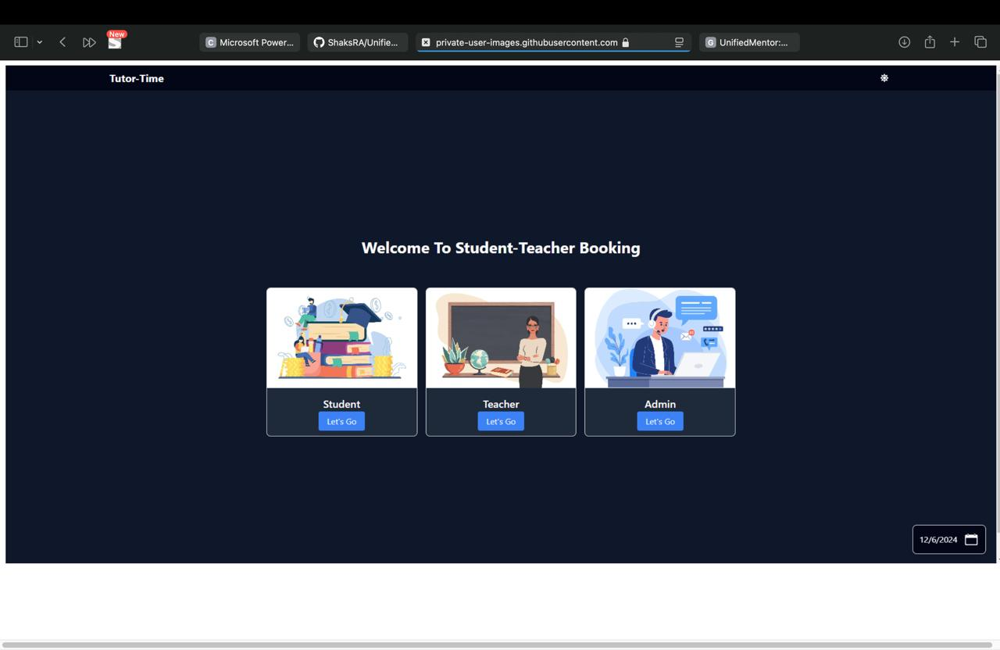 New
Microsoft Power...
ShaksRA/Unifie...
private-user-images.githubusercontent.com
UnifiedMentor:...
Tutor-Time
Welcome To Student-Teacher Booking
Student
Let's Go
Teacher
Let's Go
Admin
Let's Go
12/6/2024